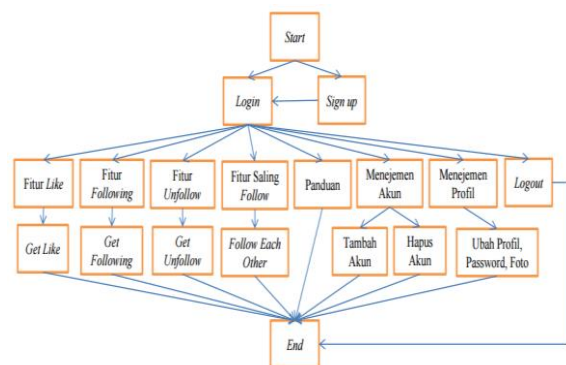 Start
Login
Sign up
Fitur Like
Fitur
Following
Fitur
Unfollow
Fitur Saling
Follow
Panduan
Menejemen
Akun
Menejemen
Profil
Logout
Get Like
Get
Following
Get
Unfollow
Follow Each
Other
Tambah
Akun
Hapus
Akun
Ubah Profil,
Password, Foto
End